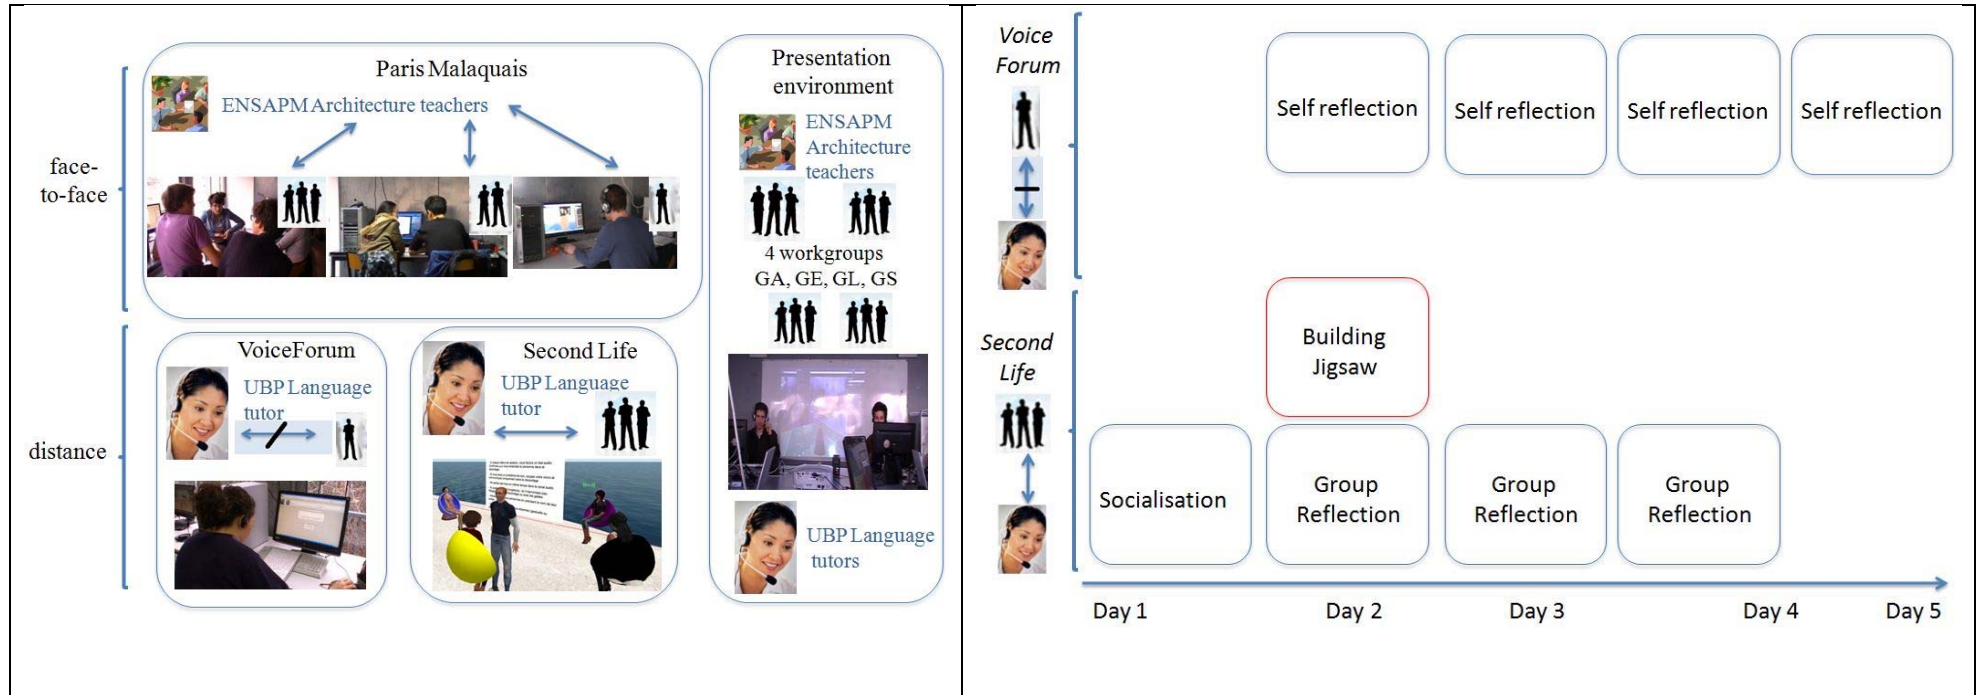 Paris Malaquais
ENSAPM Architecture teachers
face-
to-face
VoiceForum
UBP Language
tutor
Second Life
UBP Language
tutor
distance
Presentation
environment
ENSAPM
Architecture
teachers
4 workgroups
GA, GE, GL, GS
UBP Language
tutors
Voice
Forum
Self reflection
Self reflection
Self reflection
Self reflection
Second
Life
Building
Jigsaw
Socialisation
Group
Reflection
Group
Reflection
Group
Reflection
Day 1
Day 2
Day 3
Day 4
Day 5